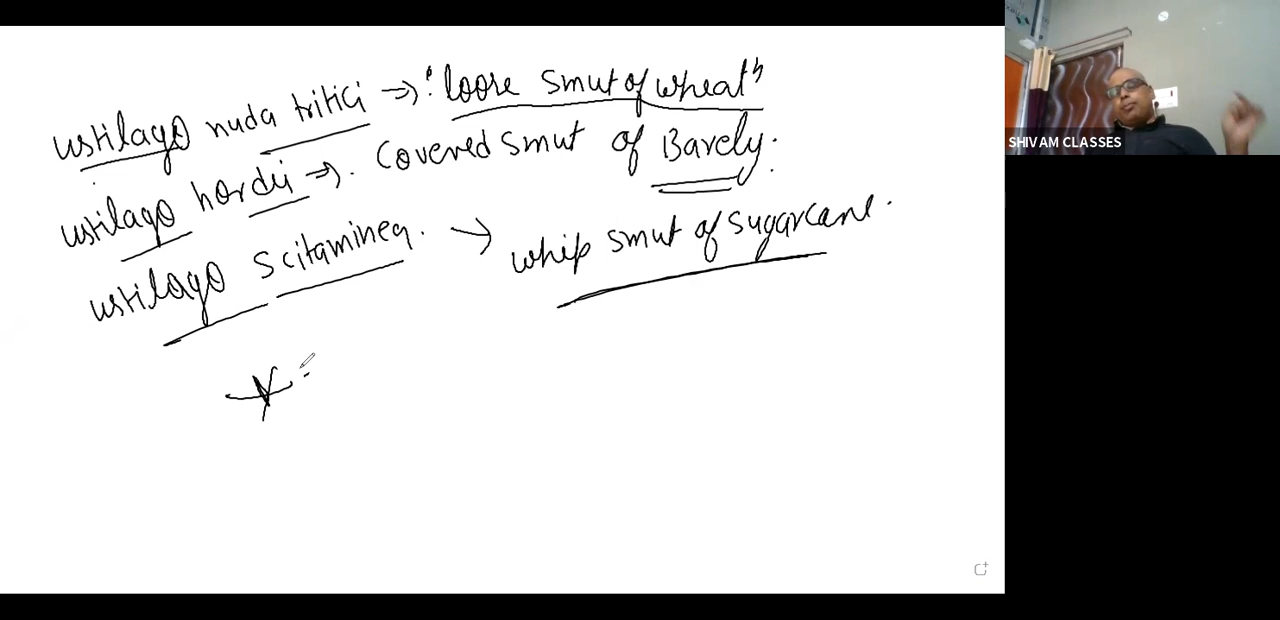 ustilago nuda tritici → "loose smut of wheat"
ustilago hordei ⇒. Covered smut of Barely.
ustilago scitaminea. → whip smut of sugarcane.
SHIVAM CLASSES